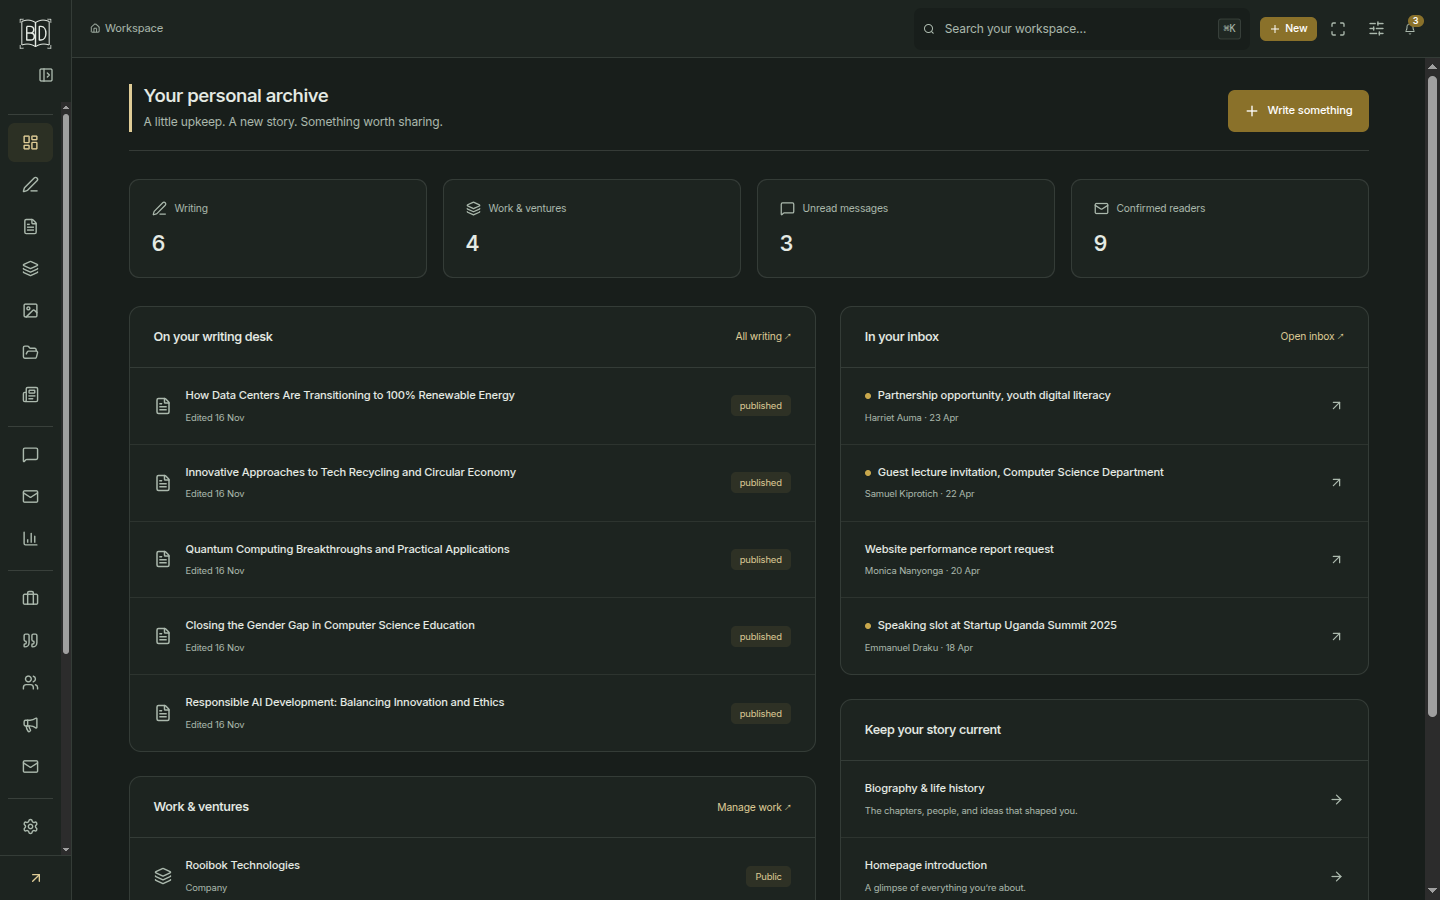 BD
Workspace
Search your workspace...
⌘K
New
3
Your personal archive
A little upkeep. A new story. Something worth sharing.
Write something
Writing
6
Work & ventures
4
Unread messages
3
Confirmed readers
9
On your writing desk
All writing ↗
How Data Centers Are Transitioning to 100% Renewable Energy
Edited 16 Nov
published
Innovative Approaches to Tech Recycling and Circular Economy
Edited 16 Nov
published
Quantum Computing Breakthroughs and Practical Applications
Edited 16 Nov
published
Closing the Gender Gap in Computer Science Education
Edited 16 Nov
published
Responsible AI Development: Balancing Innovation and Ethics
Edited 16 Nov
published
Work & ventures
Manage work ↗
Rooibok Technologies
Company
Public
In your inbox
Open inbox ↗
Partnership opportunity, youth digital literacy
Harriet Auma · 23 Apr
Guest lecture invitation, Computer Science Department
Samuel Kiprotich · 22 Apr
Website performance report request
Monica Nanyonga · 20 Apr
Speaking slot at Startup Uganda Summit 2025
Emmanuel Draku · 18 Apr
Keep your story current
Biography & life history
The chapters, people, and ideas that shaped you.
Homepage introduction
A glimpse of everything you're about.